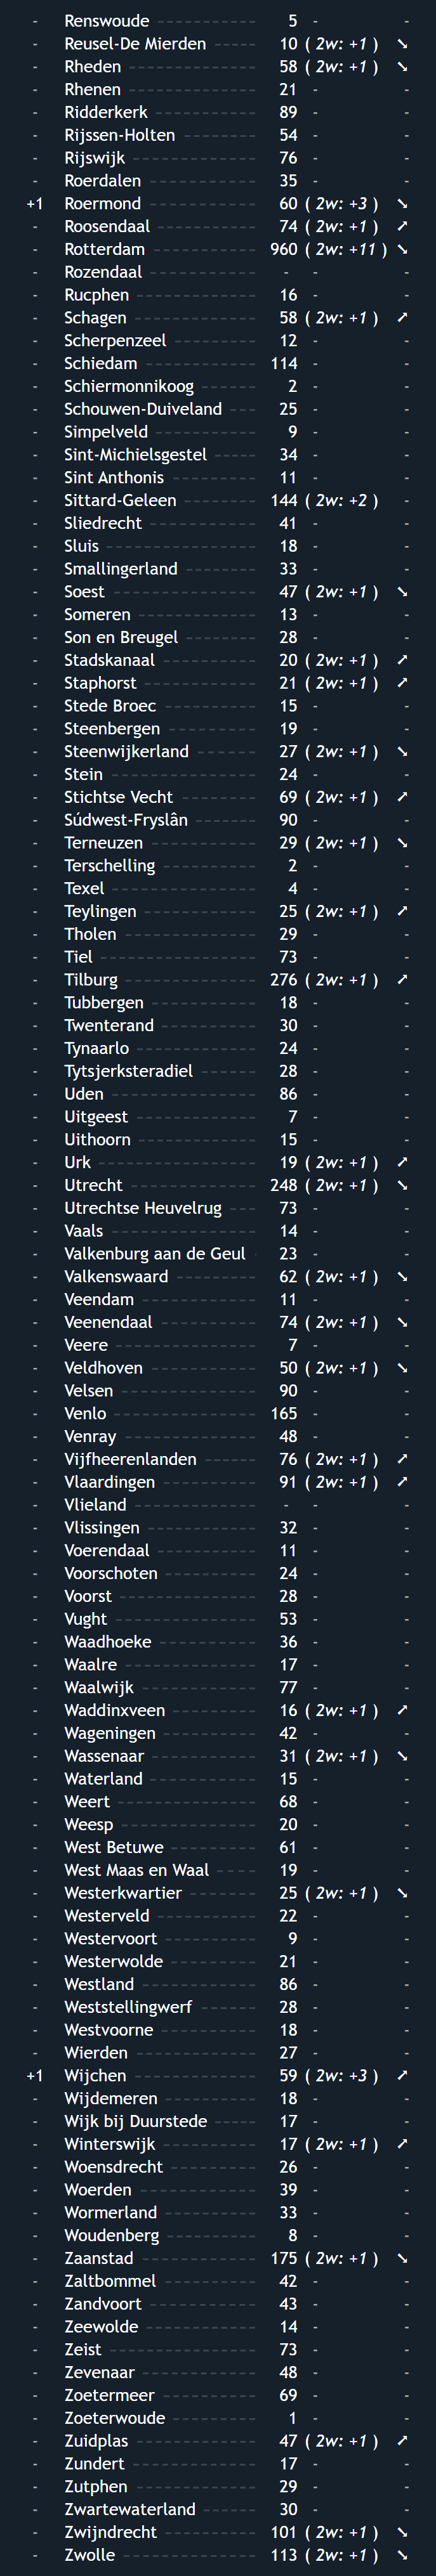 - Renswoude ------------- 5 - -
- Reusel-De Mierden ------ 10 ( 2w: +1 ) ➘
- Rheden ---------------- 58 ( 2w: +1 ) ➘
- Rhenen ---------------- 21 - -
- Ridderkerk ------------- 89 - -
- Rijssen-Holten ---------- 54 - -
- Rijswijk ---------------- 76 - -
- Roerdalen -------------- 35 - -
+1 Roermond -------------- 60 ( 2w: +3 ) ➘
- Roosendaal ------------- 74 ( 2w: +1 ) ➚
- Rotterdam ------------- 960 ( 2w: +11 ) ➘
- Rozendaal -------------- - - -
- Rucphen --------------- 16 - -
- Schagen ---------------- 58 ( 2w: +1 ) ➚
- Scherpenzeel ----------- 12 - -
- Schiedam -------------- 114 - -
- Schiermonnikoog ------- 2 - -
- Schouwen-Duiveland --- 25 - -
- Simpelveld ------------- 9 - -
- Sint-Michielsgestel ----- 34 - -
- Sint Anthonis ----------- 11 - -
- Sittard-Geleen --------- 144 ( 2w: +2 ) -
- Sliedrecht -------------- 41 - -
- Sluis ------------------ 18 - -
- Smallingerland --------- 33 - -
- Soest ------------------ 47 ( 2w: +1 ) ➘
- Someren --------------- 13 - -
- Son en Breugel --------- 28 - -
- Stadskanaal ------------ 20 ( 2w: +1 ) ➚
- Staphorst -------------- 21 ( 2w: +1 ) ➚
- Stede Broec ------------ 15 - -
- Steenbergen ----------- 19 - -
- Steenwijkerland ------- 27 ( 2w: +1 ) ➘
- Stein ------------------ 24 - -
- Stichtse Vecht ---------- 69 ( 2w: +1 ) ➚
- Súdwest-Fryslân -------- 90 - -
- Terneuzen ------------- 29 ( 2w: +1 ) ➘
- Terschelling ------------ 2 - -
- Texel ------------------ 4 - -
- Teylingen -------------- 25 ( 2w: +1 ) ➚
- Tholen ---------------- 29 - -
- Tiel ------------------- 73 - -
- Tilburg ---------------- 276 ( 2w: +1 ) ➚
- Tubbergen ------------- 18 - -
- Twenterand ------------ 30 - -
- Tynaarlo --------------- 24 - -
- Tytsjerksteradiel ------- 28 - -
- Uden ------------------ 86 - -
- Uitgeest --------------- 7 - -
- Uithoorn -------------- 15 - -
- Urk ------------------- 19 ( 2w: +1 ) ➚
- Utrecht --------------- 248 ( 2w: +1 ) ➘
- Utrechtse Heuvelrug --- 73 - -
- Vaals ----------------- 14 - -
- Valkenburg aan de Geul - 23 - -
- Valkenswaard ---------- 62 ( 2w: +1 ) ➘
- Veendam -------------- 11 - -
- Veenendaal ------------ 74 ( 2w: +1 ) ➘
- Veere ----------------- 7 - -
- Veldhoven ------------- 50 ( 2w: +1 ) ➘
- Velsen ---------------- 90 - -
- Venlo ----------------- 165 - -
- Venray ---------------- 48 - -
- Vijfheerenlanden ------ 76 ( 2w: +1 ) ➚
- Vlaardingen ----------- 91 ( 2w: +1 ) ➚
- Vlieland --------------- - - -
- Vlissingen ------------- 32 - -
- Voerendaal ------------ 11 - -
- Voorschoten ----------- 24 - -
- Voorst ---------------- 28 - -
- Vught ----------------- 53 - -
- Waadhoeke ------------ 36 - -
- Waalre ---------------- 17 - -
- Waalwijk -------------- 77 - -
- Waddinxveen ---------- 16 ( 2w: +1 ) ➚
- Wageningen ----------- 42 - -
- Wassenaar ------------- 31 ( 2w: +1 ) ➘
- Waterland ------------- 15 - -
- Weert ----------------- 68 - -
- Weesp ---------------- 20 - -
- West Betuwe ---------- 61 - -
- West Maas en Waal ---- 19 - -
- Westerkwartier -------- 25 ( 2w: +1 ) ➘
- Westerveld ------------ 22 - -
- Westervoort ----------- 9 - -
- Westerwolde ---------- 21 - -
- Westland -------------- 86 - -
- Weststellingwerf ------ 28 - -
- Westvoorne ----------- 18 - -
- Wierden -------------- 27 - -
+1 Wijchen -------------- 59 ( 2w: +3 ) ➚
- Wijdemeren ----------- 18 - -
- Wijk bij Duurstede ----- 17 - -
- Winterswijk ----------- 17 ( 2w: +1 ) ➚
- Woensdrecht ---------- 26 - -
- Woerden -------------- 39 - -
- Wormerland ----------- 33 - -
- Woudenberg ---------- 8 - -
- Zaanstad ------------- 175 ( 2w: +1 ) ➘
- Zaltbommel ----------- 42 - -
- Zandvoort ------------ 43 - -
- Zeewolde ------------- 14 - -
- Zeist ----------------- 73 - -
- Zevenaar ------------- 48 - -
- Zoetermeer ----------- 69 - -
- Zoeterwoude ---------- 1 - -
- Zuidplas -------------- 47 ( 2w: +1 ) ➚
- Zundert -------------- 17 - -
- Zutphen -------------- 29 - -
- Zwartewaterland ------ 30 - -
- Zwijndrecht ----------- 101 ( 2w: +1 ) ➘
- Zwolle ---------------- 113 ( 2w: +1 ) ➘